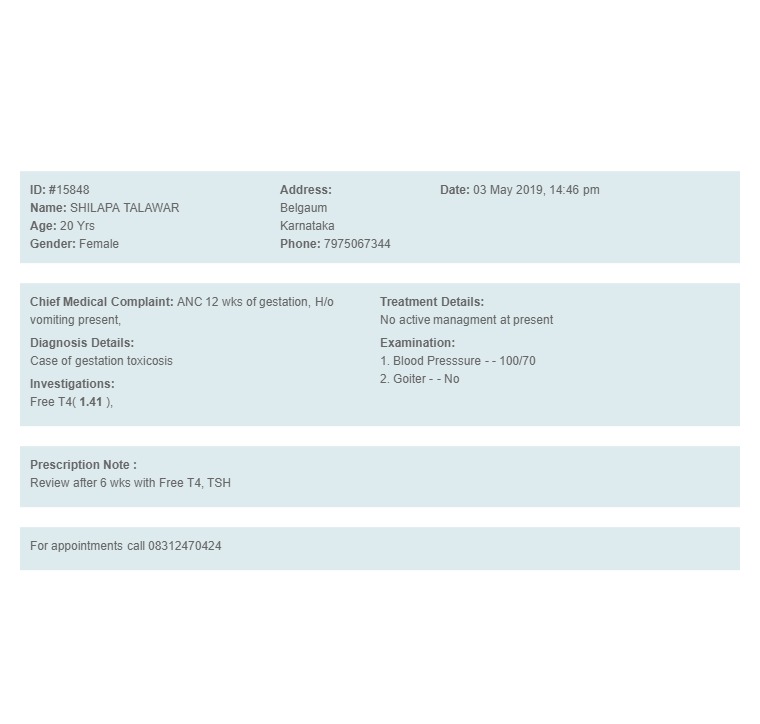 ID: #15848
Name: SHILAPA TALAWAR
Age: 20 Yrs
Gender: Female
Address:
Belgaum
Karnataka
Phone: 7975067344
Date: 03 May 2019, 14:46 pm
Chief Medical Complaint: ANC 12 wks of gestation, H/o
vomiting present,
Diagnosis Details:
Case of gestation toxicosis
Investigations:
Free T4( 1.41 ),
Treatment Details:
No active managment at present
Examination:
1. Blood Presssure - - 100/70
2. Goiter - - No
Prescription Note :
Review after 6 wks with Free T4, TSH
For appointments call 08312470424